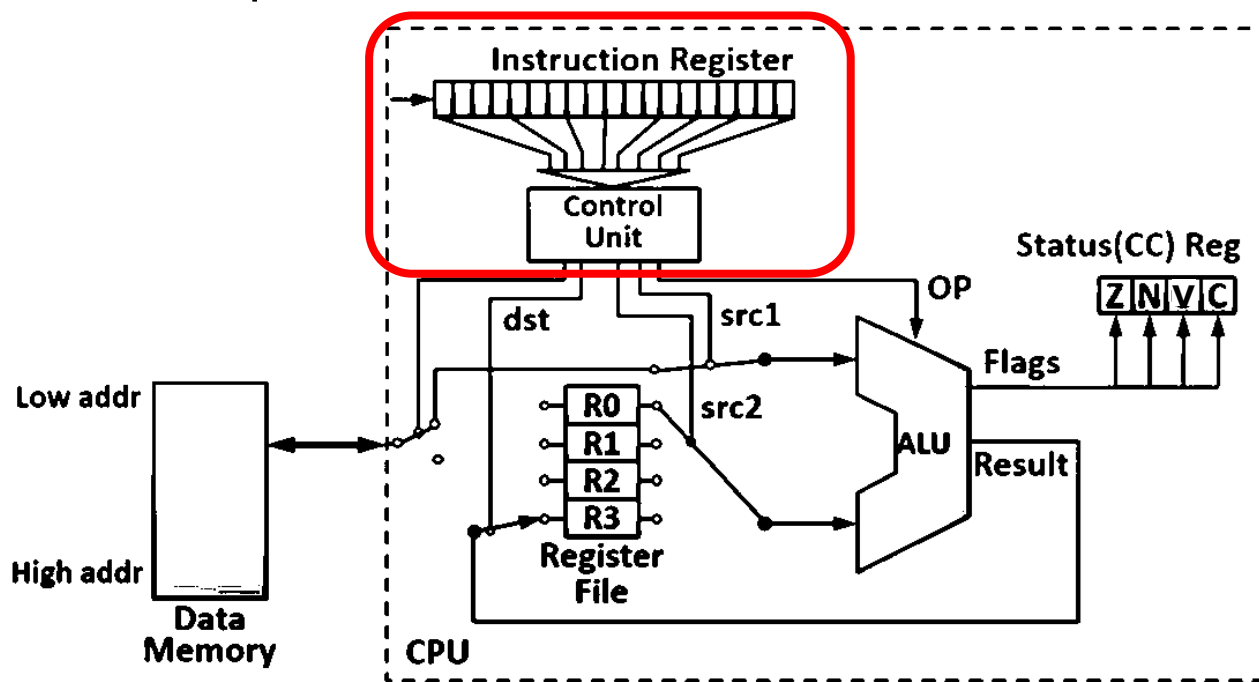 Instruction Register
Control
Unit
Status(CC) Reg
Z N V C
OP
dst
src1
Flags
Low addr
src2
R0
R1
R2
R3
ALU
Result
Register
File
High addr
Data
Memory
CPU